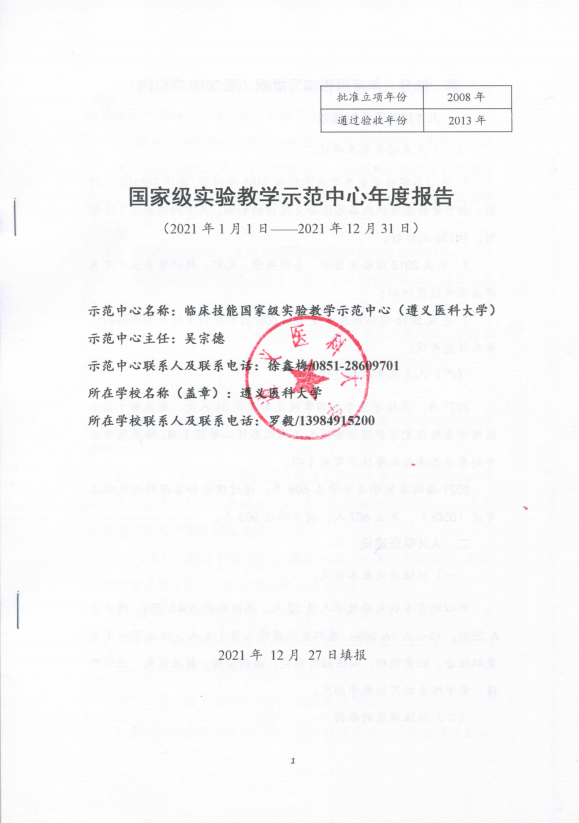 批准立项年份 2008 年
通过验收年份 2013 年
国家级实验教学示范中心年度报告
（2021 年 1 月 1 日——2021 年 12 月 31 日）
示范中心名称：临床技能国家级实验教学示范中心（遵义医科大学）
示范中心主任：吴宗德
示范中心联系人及联系电话：徐鑫梅/0851-28609701
所在学校名称（盖章）：遵义医科大学
所在学校联系人及联系电话：罗毅/13984915200
遵义医科大学
2021 年 12 月 27 日填报
1